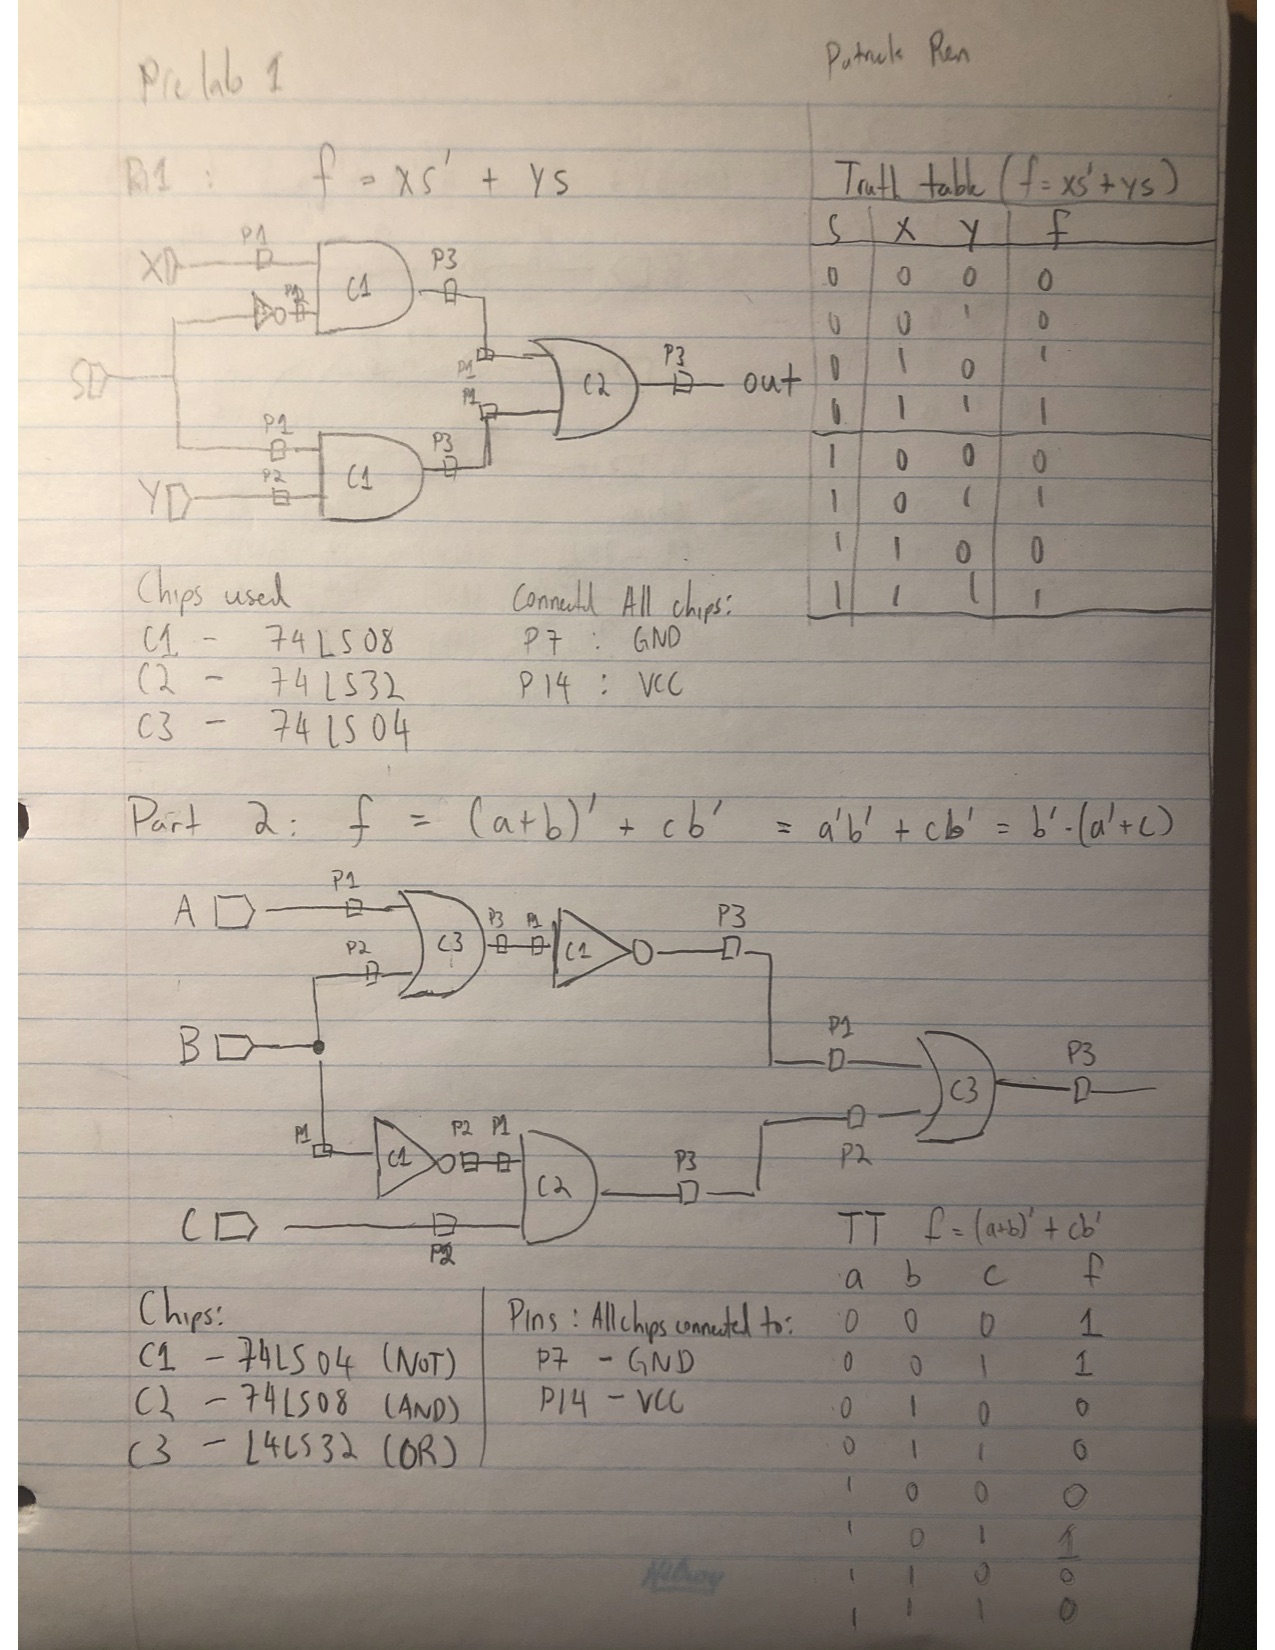 Prelab 1
Patrick Ren
Pt1 : f = xs' + ys
X P1 C1 P3
P2
S P1 P1 C2 P3 out
P1 C1 P3
Y P2
Truth table (f=xs'+ys)
S X Y f
0 0 0 0
0 0 1 0
0 1 0 1
0 1 1 1
1 0 0 0
1 0 1 1
1 1 0 0
1 1 1 1
Chips used
C1 - 74LS08
C2 - 74LS32
C3 - 74LS04
Connectd All chips:
P7 : GND
P14 : VCC
Part 2: f = (a+b)' + cb' = a'b' + cb' = b'·(a'+c)
A P1 C3 P3 P1 C1 P3
P2
B P1 C3 P3
P1 C1 P2 P1 C2 P3 P2
C P2
Chips:
C1 - 74LS04 (NOT)
C2 - 74LS08 (AND)
C3 - L4LS32 (OR)
Pins : All chips connected to:
P7 - GND
P14 - VCC
TT f = (a+b)' + cb'
a b c f
0 0 0 1
0 0 1 1
0 1 0 0
0 1 1 0
1 0 0 0
1 0 1 1
1 1 0 0
1 1 1 0
Hilroy